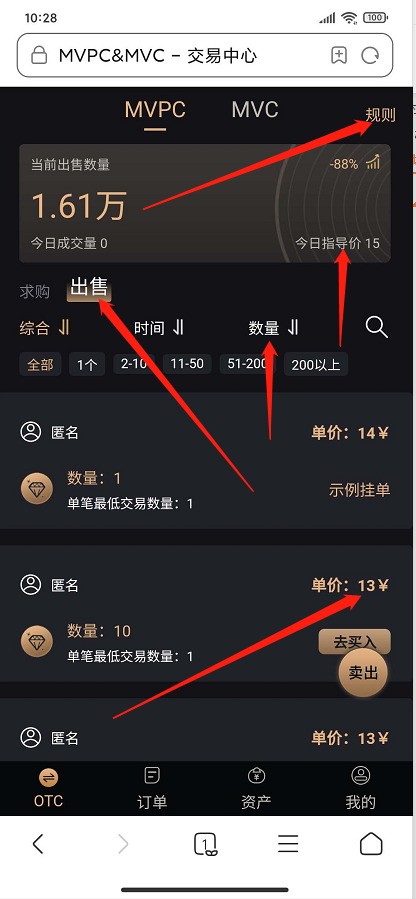 10:28
100
MVPC&MVC - 交易中心
MVPC MVC
规则
当前出售数量 -88%
1.61万
今日成交量 0 今日指导价 15
求购 出售
综合 时间 数量
全部 1个 2-10 11-50 51-200 200以上
匿名 单价：14￥
数量：1
单笔最低交易数量：1 示例挂单
匿名 单价：13￥
数量：10 去买入
单笔最低交易数量：1 卖出
匿名 单价：13￥
OTC 订单 资产 我的
1